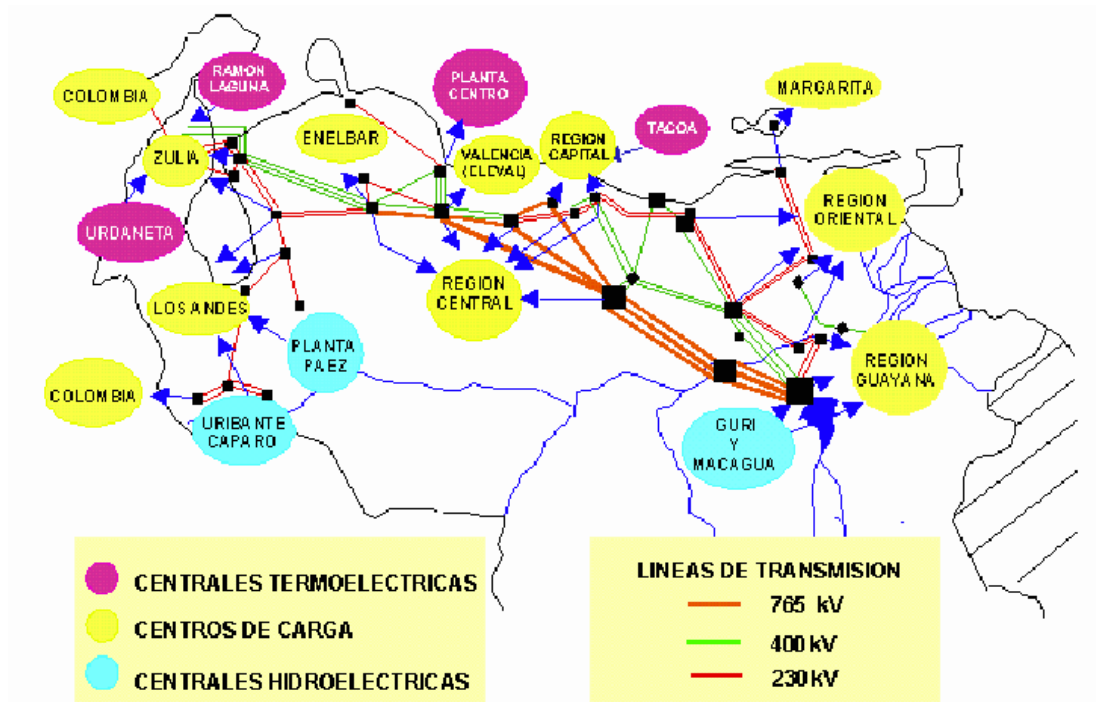 RAMON
LAGUNA
COLOMBIA
PLANTA
CENTRO
MARGARITA
ENELBAR
REGION
CAPITAL
TACOA
ZULIA
VALENCIA
(ELEVAL)
REGION
ORIENTAL
URDANETA
REGION
CENTRAL
LOS ANDES
PLANTA
PAEZ
REGION
GUAYANA
COLOMBIA
URIBANTE
CAPARO
GURI
Y
MACAGUA
CENTRALES TERMOELECTRICAS
CENTROS DE CARGA
CENTRALES HIDROELECTRICAS
LINEAS DE TRANSMISION
765 kV
400 kV
230 kV